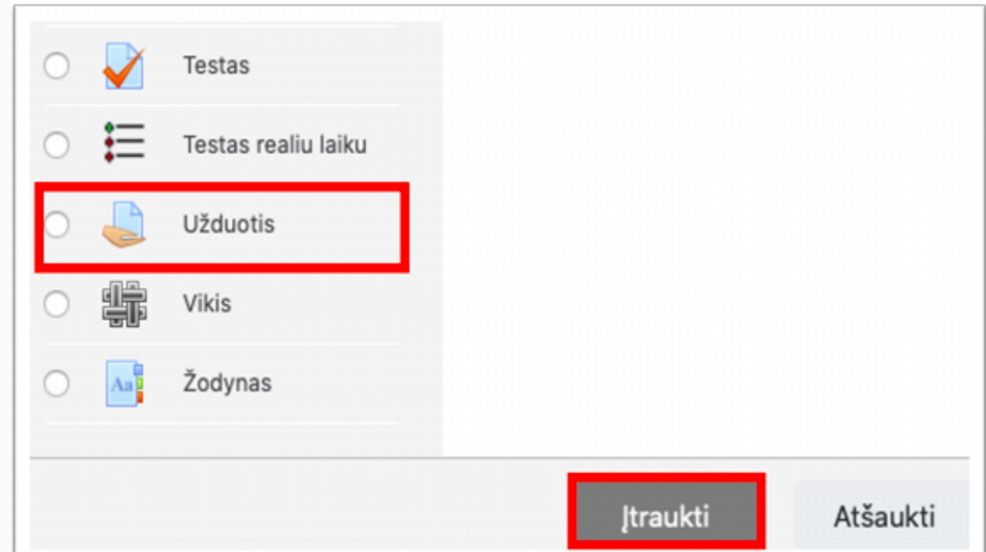 Testas
Testas realiu laiku
Užduotis
Vikis
Aa
Žodynas
Įtraukti
Atšaukti